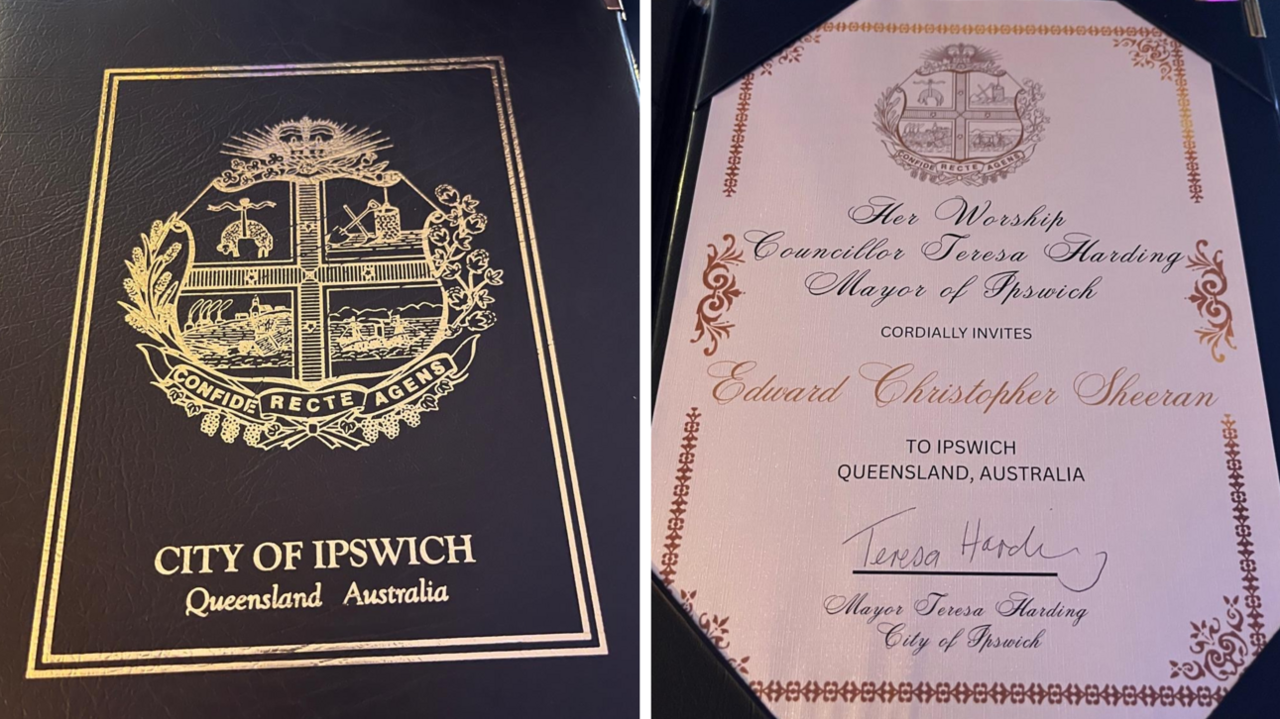 CONFIDE RECTE AGENS
CITY OF IPSWICH
Queensland Australia
CONFIDE RECTE AGENS
Her Worship
Councillor Teresa Harding
Mayor of Ipswich
CORDIALLY INVITES
Edward Christopher Sheeran
TO IPSWICH
QUEENSLAND, AUSTRALIA
Teresa Harding
Mayor Teresa Harding
City of Ipswich